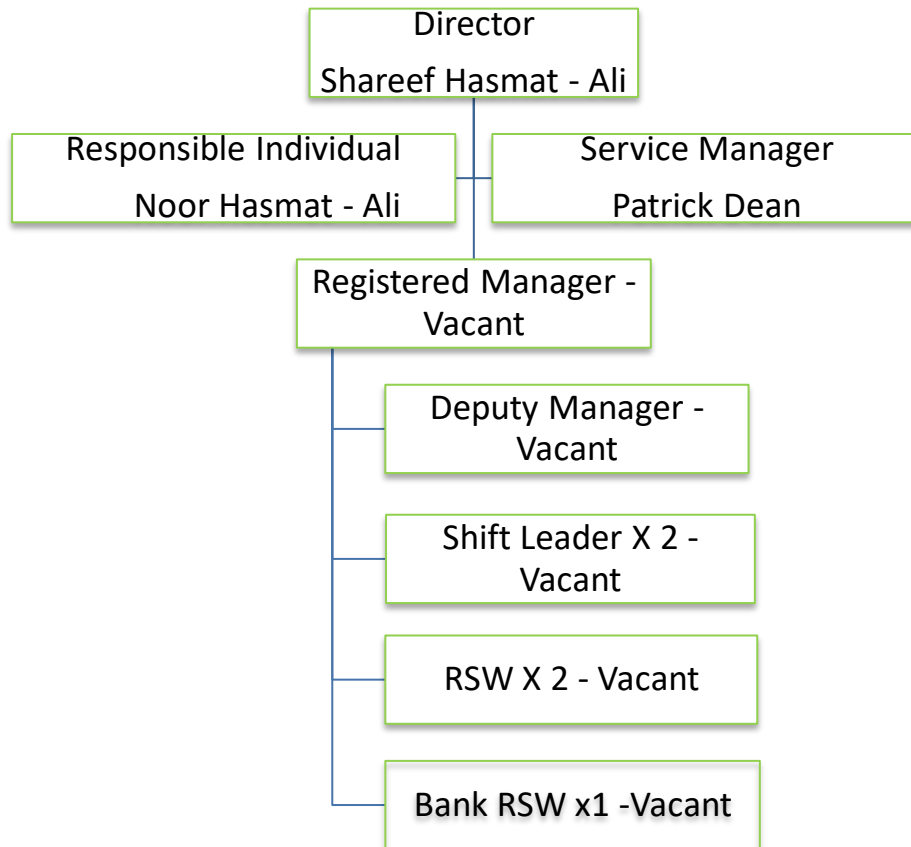 Director
Shareef Hasmat - Ali
Responsible Individual
Noor Hasmat - Ali
Service Manager
Patrick Dean
Registered Manager -
Vacant
Deputy Manager -
Vacant
Shift Leader X 2 -
Vacant
RSW X 2 - Vacant
Bank RSW x1 -Vacant